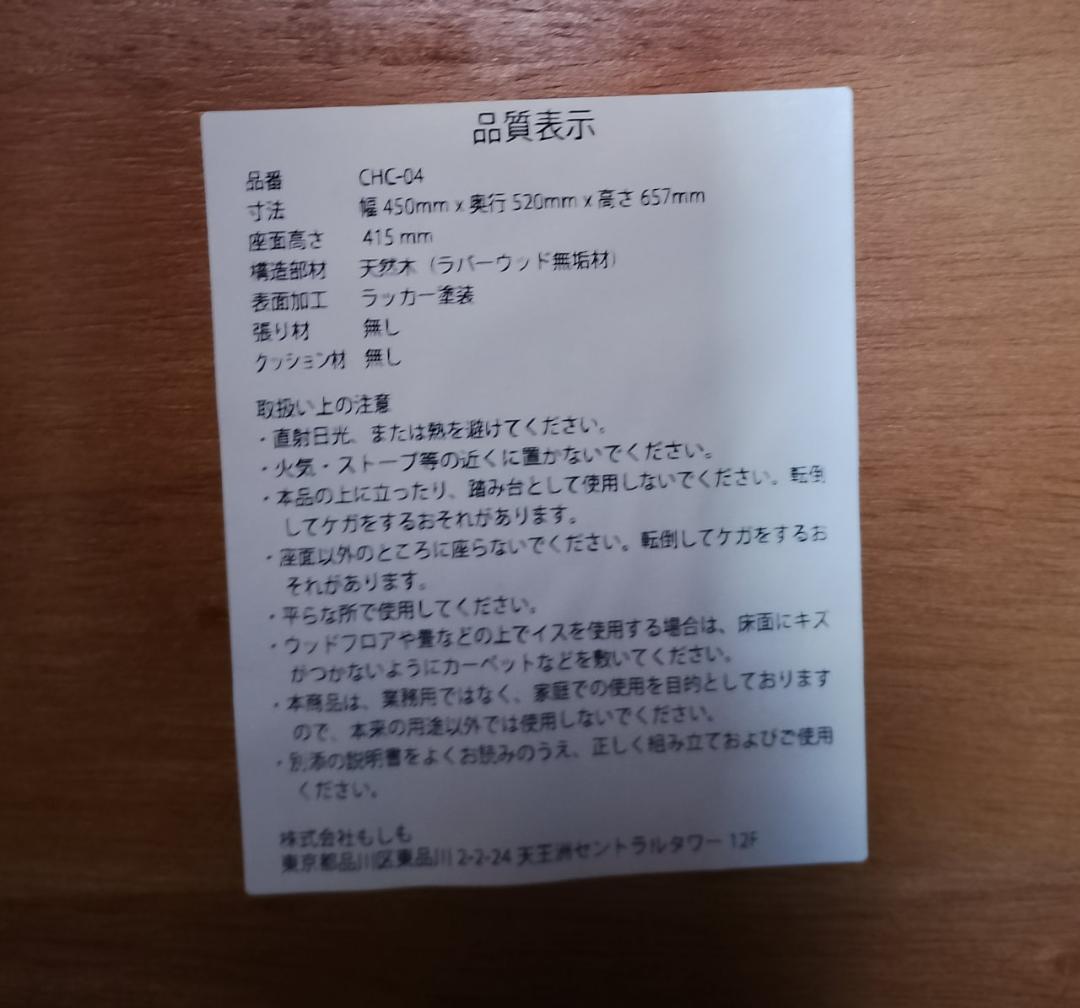 品質表示
品番 CHC-04
寸法 幅 450mm x 奥行 520mm x 高さ 657mm
座面高さ 415 mm
構造部材 天然木（ラバーウッド無垢材）
表面加工 ラッカー塗装
張り材 無し
クッション材 無し
取扱い上の注意
・直射日光、または熱を避けてください。
・火気・ストーブ等の近くに置かないでください。
・本品の上に立ったり、踏み台として使用しないでください。転倒
してケガをするおそれがあります。
・座面以外のところに座らないでください。転倒してケガをするお
それがあります。
・平らな所で使用してください。
・ウッドフロアや畳などの上でイスを使用する場合は、床面にキズ
がつかないようにカーペットなどを敷いてください。
・本商品は、業務用ではなく、家庭での使用を目的としております
ので、本来の用途以外では使用しないでください。
・別添の説明書をよくお読みのうえ、正しく組み立ておよびご使用
ください。
株式会社もしも
東京都品川区東品川 2-2-24 天王洲セントラルタワー 12F